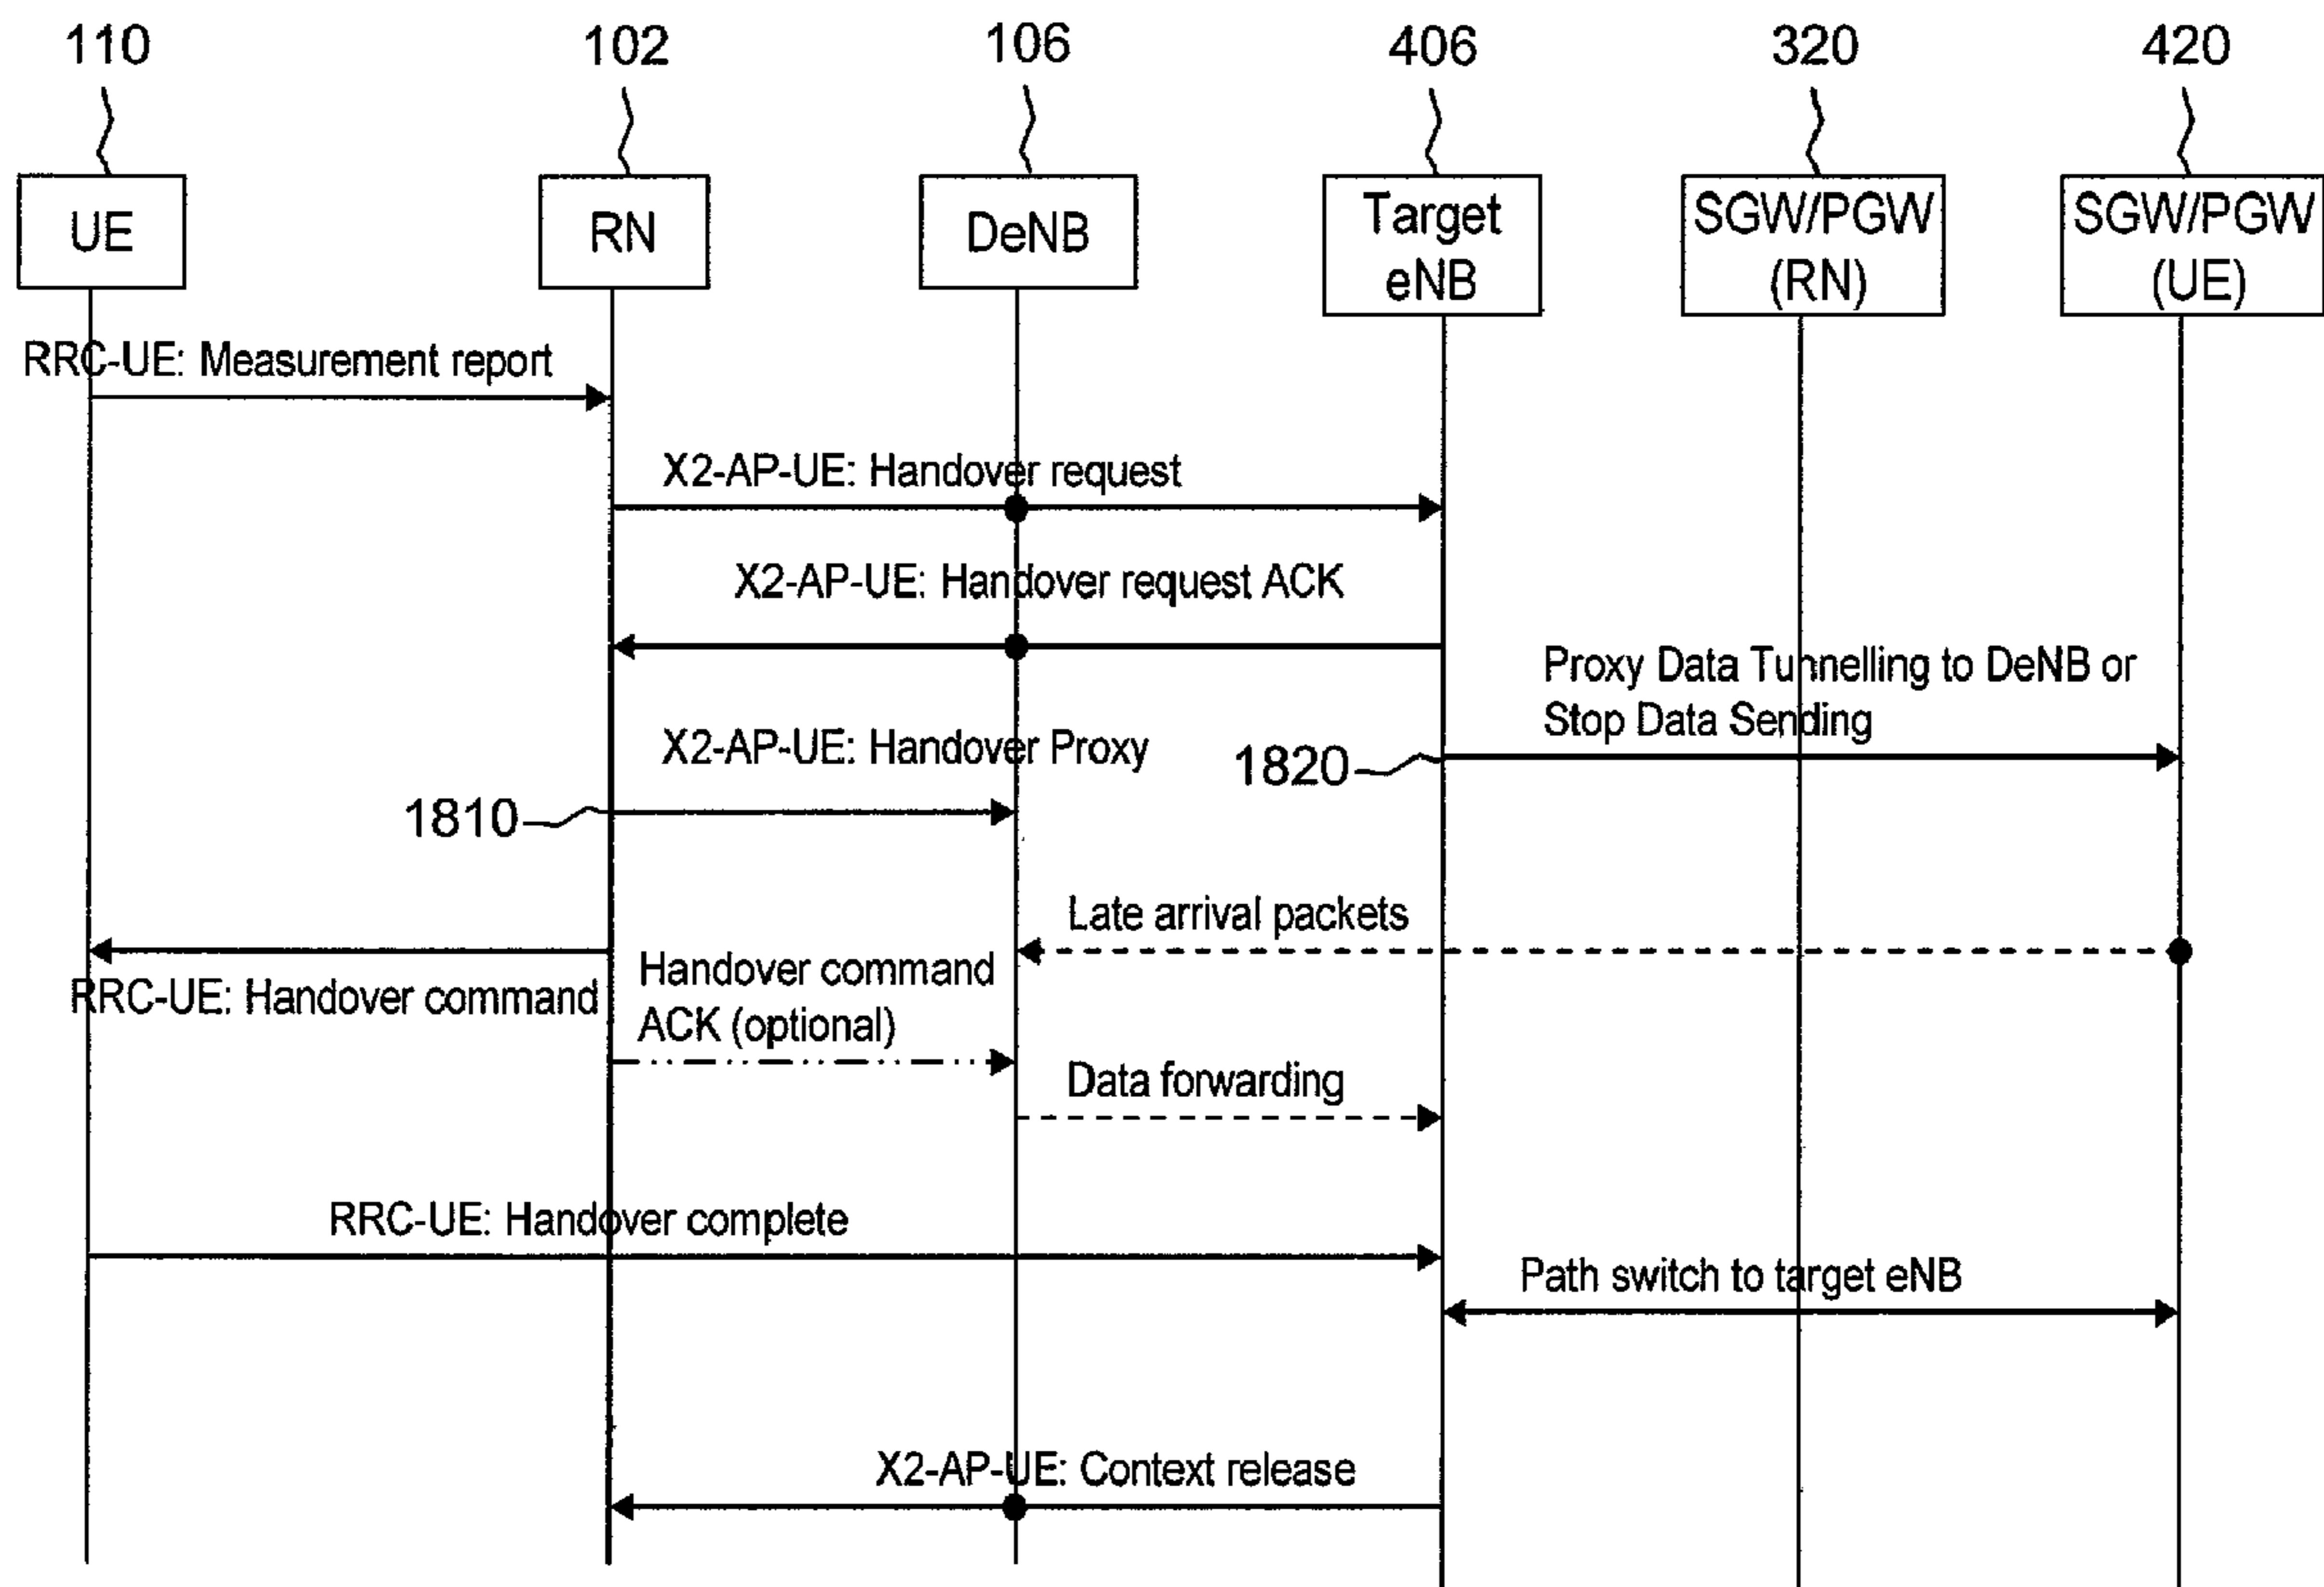 110
102
106
406
320
420
UE
RN
DeNB
Target
eNB
SGW/PGW
(RN)
SGW/PGW
(UE)
RRC-UE: Measurement report
X2-AP-UE: Handover request
X2-AP-UE: Handover request ACK
Proxy Data Tunnelling to DeNB or
Stop Data Sending
X2-AP-UE: Handover Proxy
1820
1810
Late arrival packets
RRC-UE: Handover command
Handover command
ACK (optional)
Data forwarding
RRC-UE: Handover complete
Path switch to target eNB
X2-AP-UE: Context release